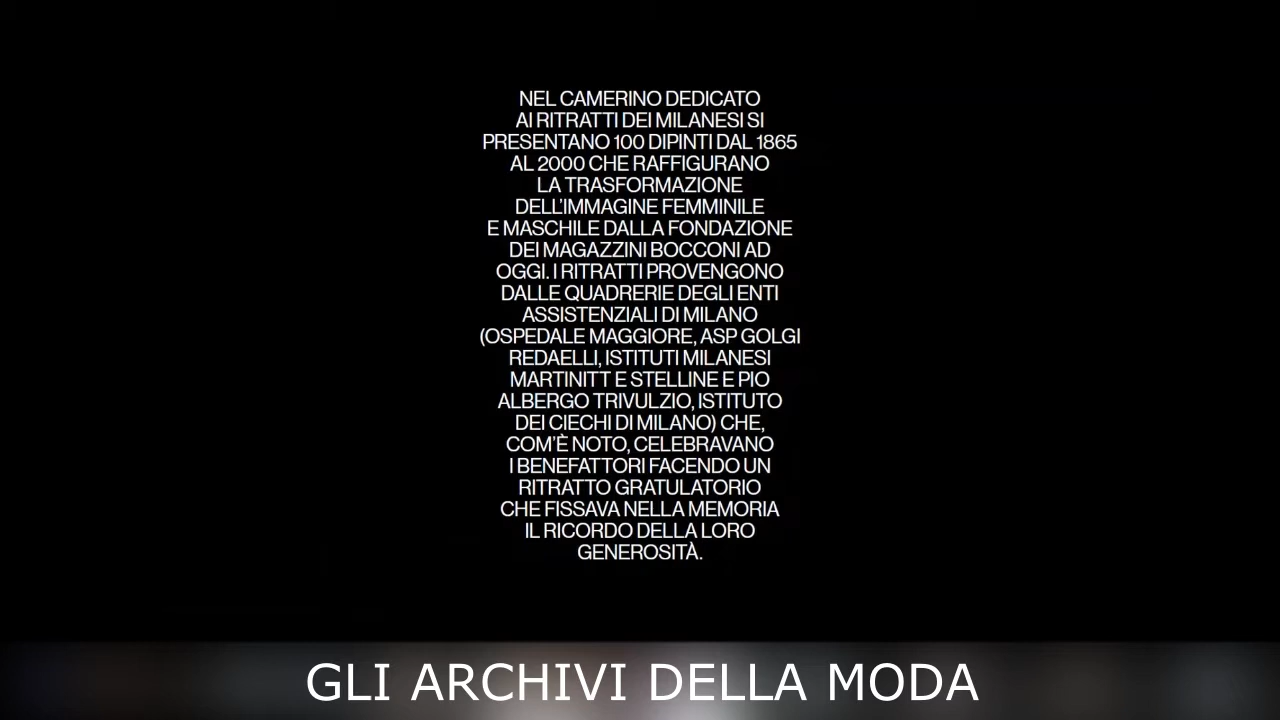 NEL CAMERINO DEDICATO
AI RITRATTI DEI MILANESI SI
PRESENTANO 100 DIPINTI DAL 1865
AL 2000 CHE RAFFIGURANO
LA TRASFORMAZIONE
DELL'IMMAGINE FEMMINILE
E MASCHILE DALLA FONDAZIONE
DEI MAGAZZINI BOCCONI AD
OGGI. I RITRATTI PROVENGONO
DALLE QUADRERIE DEGLI ENTI
ASSISTENZIALI DI MILANO
(OSPEDALE MAGGIORE, ASP GOLGI
REDAELLI, ISTITUTI MILANESI
MARTINITT E STELLINE E PIO
ALBERGO TRIVULZIO, ISTITUTO
DEI CIECHI DI MILANO) CHE,
COM'È NOTO, CELEBRAVANO
I BENEFATTORI FACENDO UN
RITRATTO GRATULATORIO
CHE FISSAVA NELLA MEMORIA
IL RICORDO DELLA LORO
GENEROSITÀ.
GLI ARCHIVI DELLA MODA